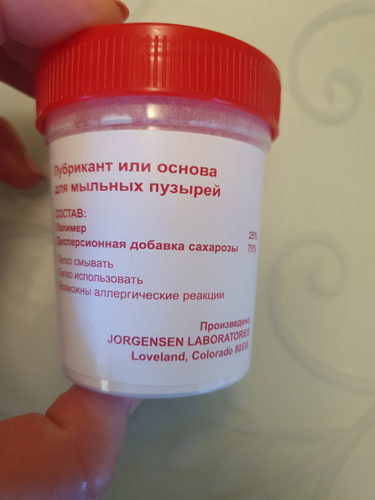 Лубрикант или основа
для мыльных пузырей
СОСТАВ:
Полимер 25%
Дисперсионная добавка сахарозы 75%
Легко смывать
Легко использовать
Возможны аллергические реакции
Произведено
JORGENSEN LABORATORIES
Loveland, Colorado 80538